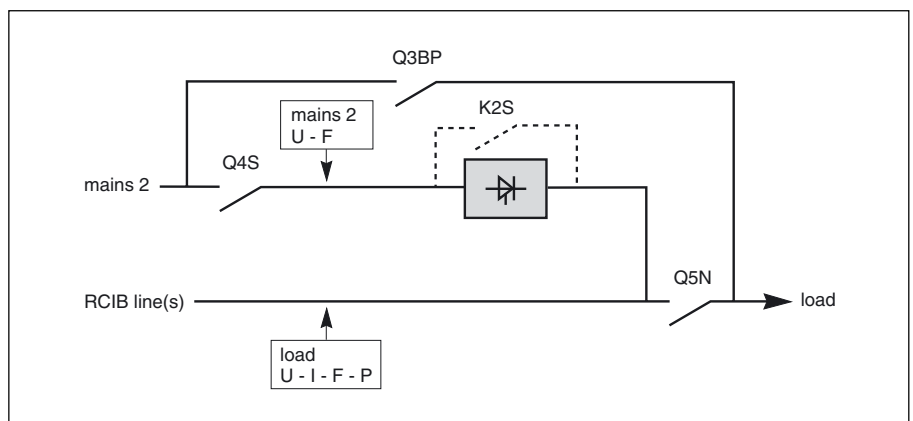 Q3BP
mains 2
U - F
K2S
Q4S
mains 2
Q5N
RCIB line(s)
load
load
U - I - F - P